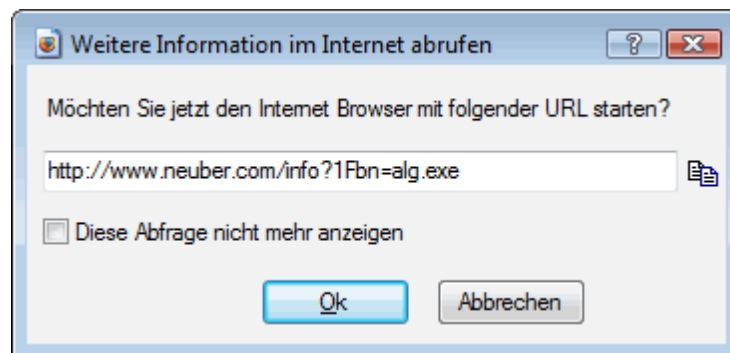 Weitere Information im Internet abrufen
Möchten Sie jetzt den Internet Browser mit folgender URL starten?
http://www.neuber.com/info?1Fbn=alg.exe
Diese Abfrage nicht mehr anzeigen
Ok Abbrechen